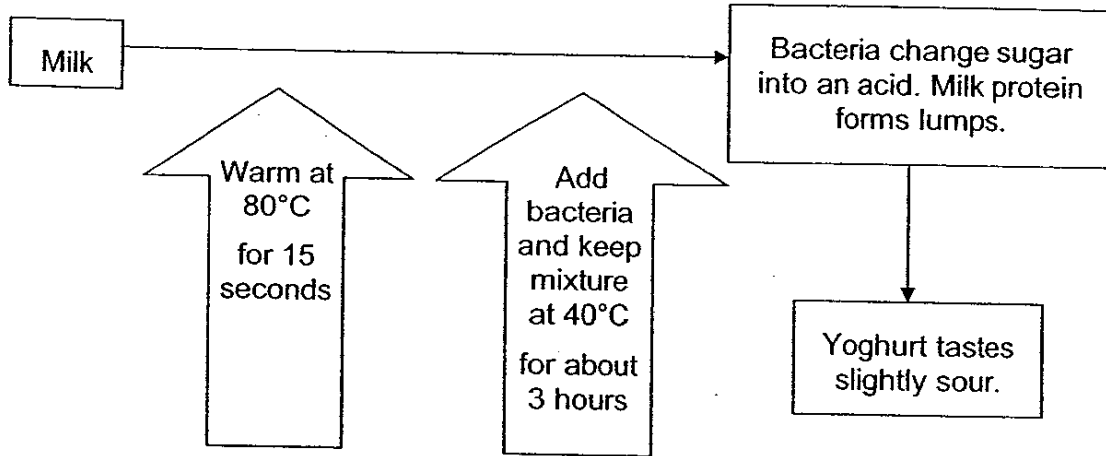 Milk
Bacteria change sugar
into an acid. Milk protein
forms lumps.
Warm at
80°C
for 15
seconds
Add
bacteria
and keep
mixture
at 40°C
for about
3 hours
Yoghurt tastes
slightly sour.